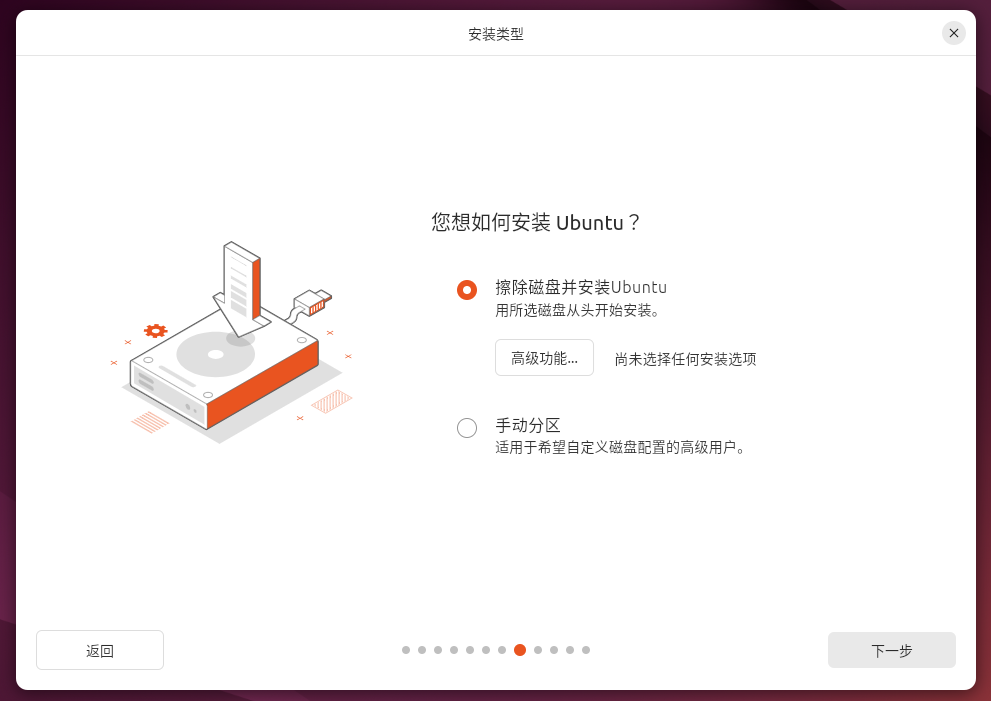 安装类型
您想如何安装 Ubuntu？
擦除磁盘并安装Ubuntu
用所选磁盘从头开始安装。
高级功能... 尚未选择任何安装选项
手动分区
适用于希望自定义磁盘配置的高级用户。
返回 下一步